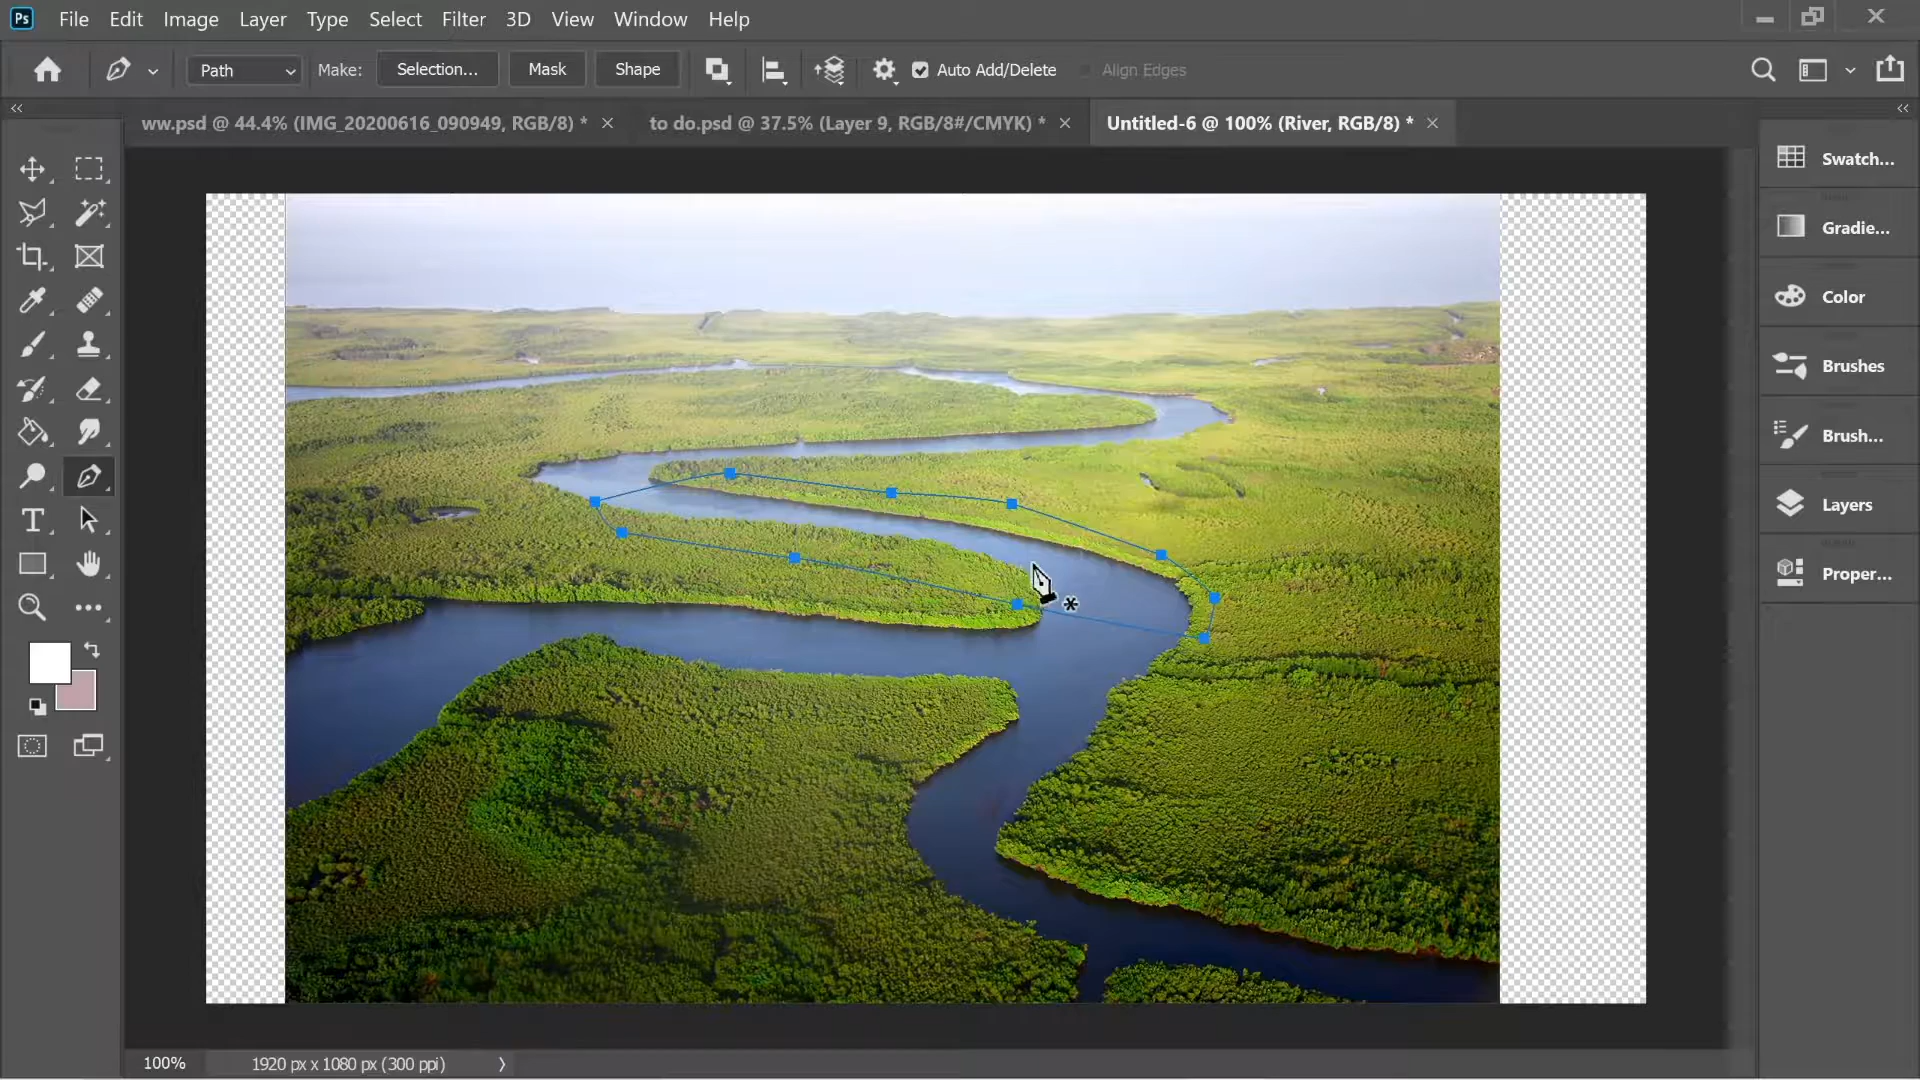 Ps File Edit Image Layer Type Select Filter 3D View Window Help
Path Make: Selection... Mask Shape Auto Add/Delete Align Edges
ww.psd @ 44.4% (IMG_20200616_090949, RGB/8) * × to do.psd @ 37.5% (Layer 9, RGB/8#/CMYK) * × Untitled-6 @ 100% (River, RGB/8) * ×
Swatch...
Gradie...
Color
Brushes
Brush...
Layers
Proper...
100% 1920 px x 1080 px (300 ppi)